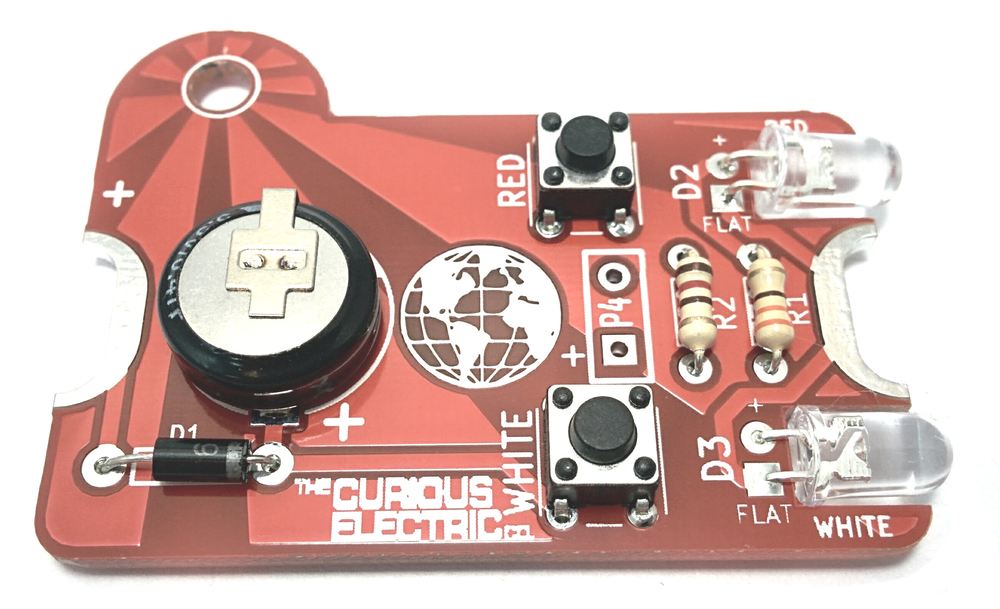 RED
RED
D2
+
FLAT
+
P4
+
R2
R1
D1
+
WHITE
D3
+
FLAT
WHITE
THE
CURIOUS
ELECTRIC